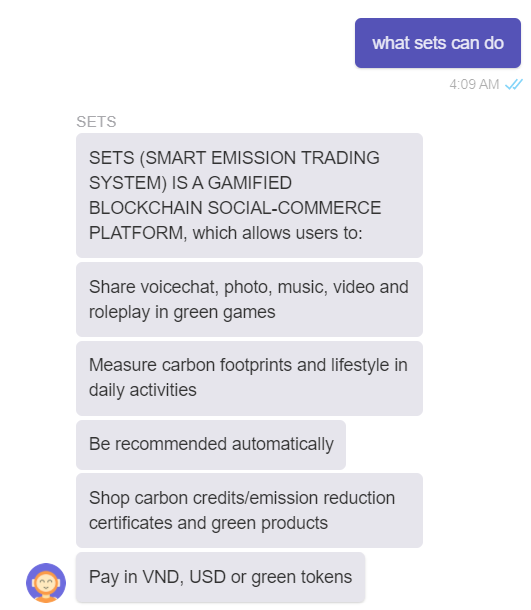 what sets can do
4:09 AM
SETS
SETS (SMART EMISSION TRADING
SYSTEM) IS A GAMIFIED
BLOCKCHAIN SOCIAL-COMMERCE
PLATFORM, which allows users to:
Share voicechat, photo, music, video and
roleplay in green games
Measure carbon footprints and lifestyle in
daily activities
Be recommended automatically
Shop carbon credits/emission reduction
certificates and green products
Pay in VND, USD or green tokens